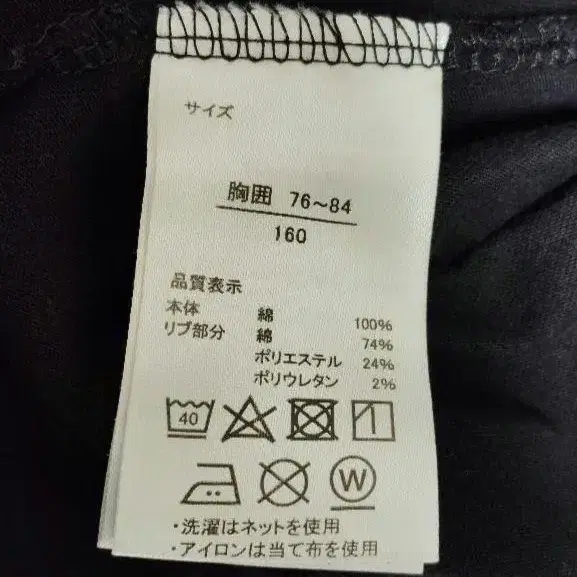 サイズ
胸囲 76~84
160
品質表示
本体 綿 100%
リブ部分 綿 74%
ポリエステル 24%
ポリウレタン 2%
40
W
・洗濯はネットを使用
・アイロンは当て布を使用